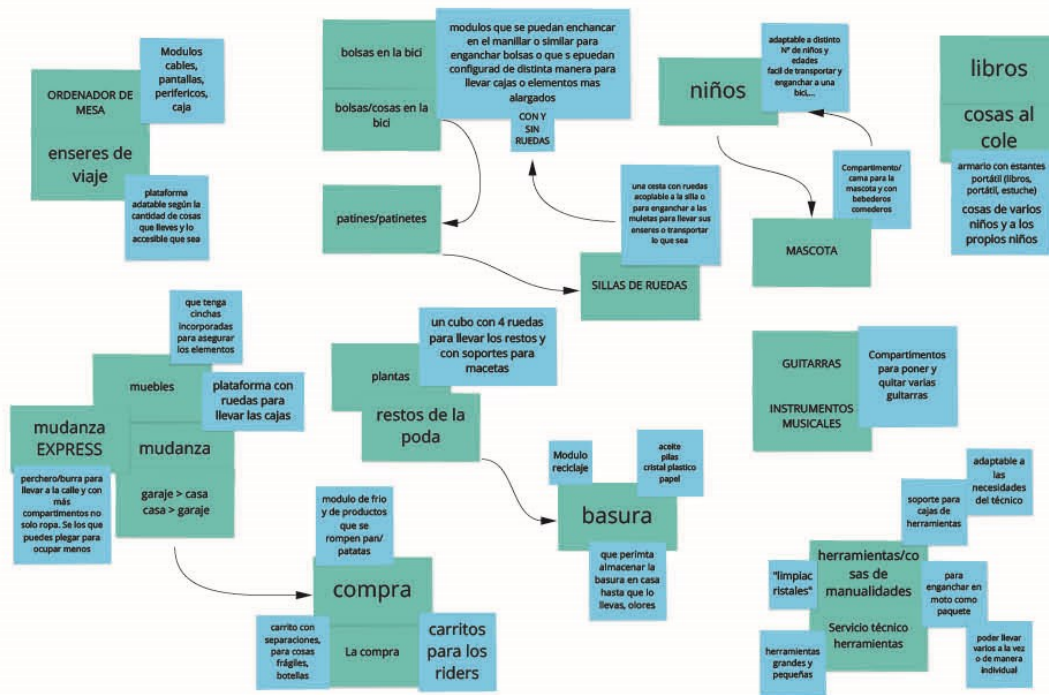 Modulos
cables,
pantallas,
perifericos,
caja
ORDENADOR DE
MESA
enseres de
viaje
plataforma
adatable según la
cantidad de cosas
que lleves y lo
accesible que sea
bolsas en la bici
bolsas/cosas en la
bici
modulos que se puedan enchancar
en el manillar o similar para
enganchar bolsas o que s epuedan
configurad de distinta manera para
llevar cajas o elementos mas
alargados
CON Y
SIN
RUEDAS
patines/patinetes
una cesta con ruedas
acoplable a la silla o
para enganchar a las
muletas para llevar sus
enseres o transportar
lo que sea
SILLAS DE RUEDAS
niños
adaptable a distinto
Nº de niños y
edades
facil de transportar y
enganchar a una
bici,...
Compartimento/
cama para la
mascota y con
bebederos
comederos
MASCOTA
libros
cosas al
cole
armario con estantes
portátil (libros,
portátil, estuche)
cosas de varios
niños y a los
propios niños
que tenga
cinchas
incorporadas
para asegurar
los elementos
muebles
plataforma con
ruedas para
llevar las cajas
mudanza
EXPRESS
mudanza
perchero/burra para
llevar a la calle y con
más
compartimentos no
solo ropa. Se los que
puedes plegar para
ocupar menos
garaje > casa
casa > garaje
un cubo con 4 ruedas
para llevar los restos y
con soportes para
macetas
plantas
restos de la
poda
modulo de frio
y de productos
que se
rompen pan/
patatas
compra
carrito con
separaciones,
para cosas
frágiles,
botellas
La compra
carritos
para los
riders
Modulo
reciclaje
aceite
pilas
cristal plastico
papel
basura
que perimta
almacenar la
basura en casa
hasta que lo
llevas, olores
GUITARRAS
INSTRUMENTOS
MUSICALES
Compartimentos
para poner y
quitar varias
guitarras
adaptable a
las
necesidades
del técnico
soporte para
cajas de
herramientas
"limpiac
ristales"
herramientas/co
sas de
manualidades
para
enganchar en
moto como
paquete
Servicio técnico
herramientas
herramientas
grandes y
pequeñas
poder llevar
varios a la vez
o de manera
individual